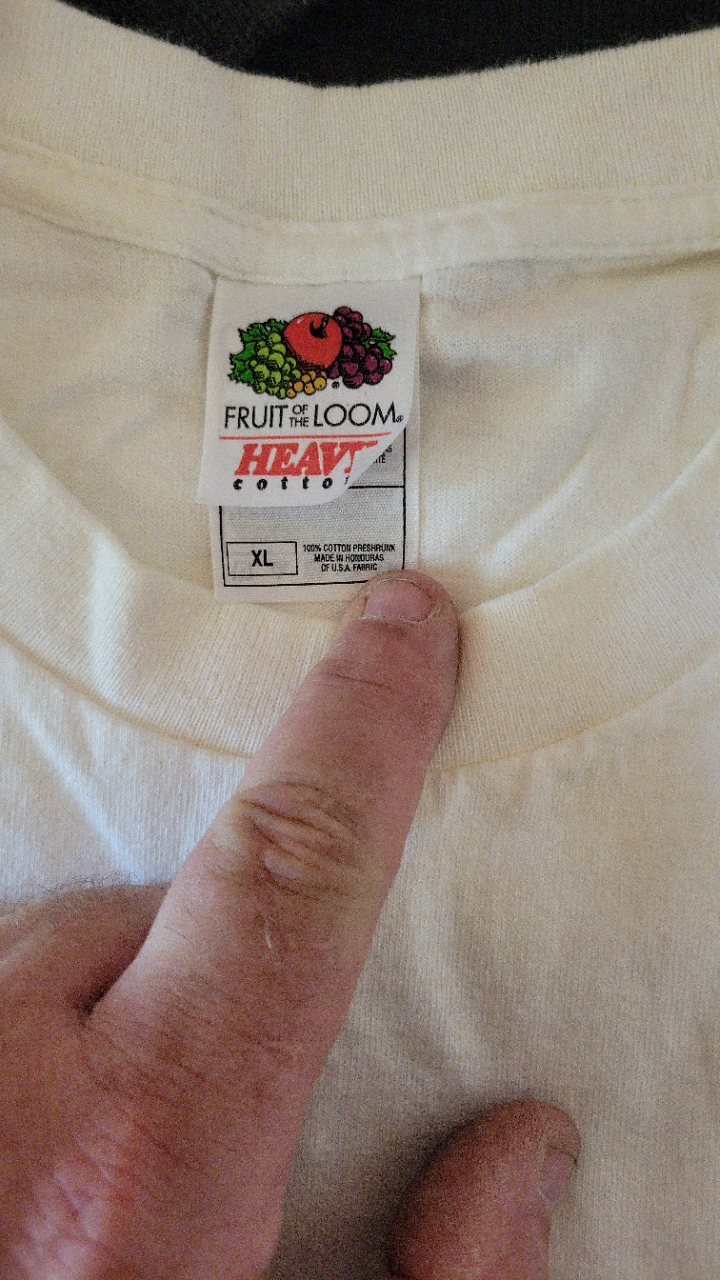 FRUIT OF THE LOOM®
HEAVY
cotto
XL
100% COTTON PRESHRUNK
MADE IN HONDURAS
OF U.S.A. FABRIC